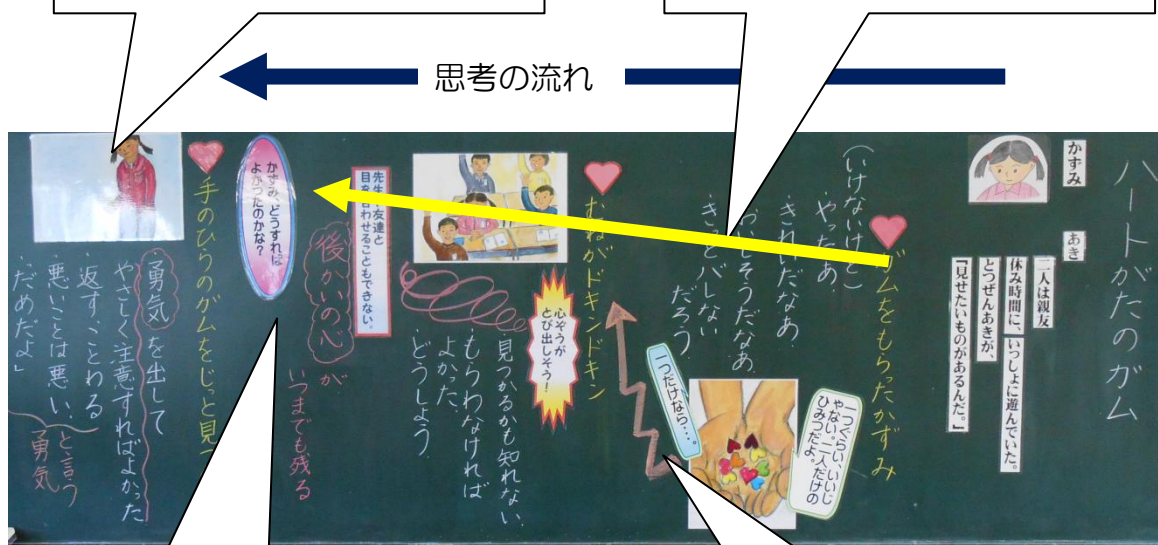 思考の流れ
ハートがたのガム
かすみ
あき
二人は親友
休み時間に、いっしょに遊んでいた。
とつぜんあきが、
「見せたいものがあるんだ。」
ガムをもらったかすみ
(いけないけど)
・やったあ
・きれいだなあ
・おいしそうだなあ
・きっとバレない
だろう
一つくらい、いいじ
ゃない。二人だけの
ひみつだよ。
一つだけなら・・・。
むねがドキンドキン
心ぞうが
とび出しそう!
・見つかるかも知れない
・もらわなければ
よかった
・どうしよう
先生 友達と
目を合わせることもできない。
後かいの心が
いつまでも残る
かすみ、どうすれば
よかったのかな?
手のひらのガムをじっと見
・勇気を出して
やさしく注意すればよかった
・返す、ことわる
・悪いことは悪い、
・だめだよ」
と言う
勇気